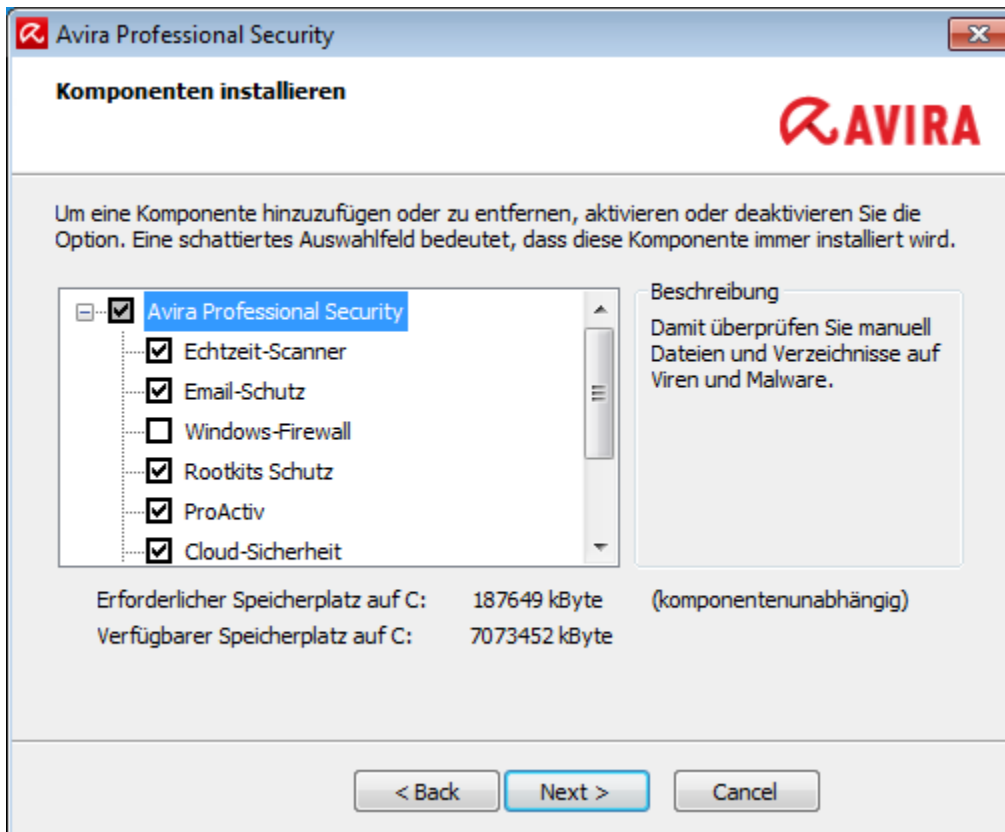 Avira Professional Security
Komponenten installieren
AVIRA
Um eine Komponente hinzuzufügen oder zu entfernen, aktivieren oder deaktivieren Sie die
Option. Eine schattiertes Auswahlfeld bedeutet, dass diese Komponente immer installiert wird.
Avira Professional Security
Echtzeit-Scanner
Email-Schutz
Windows-Firewall
Rootkits Schutz
ProActiv
Cloud-Sicherheit
Beschreibung
Damit überprüfen Sie manuell
Dateien und Verzeichnisse auf
Viren und Malware.
Erforderlicher Speicherplatz auf C: 187649 kByte (komponentenunabhängig)
Verfügbarer Speicherplatz auf C: 7073452 kByte
< Back Next > Cancel